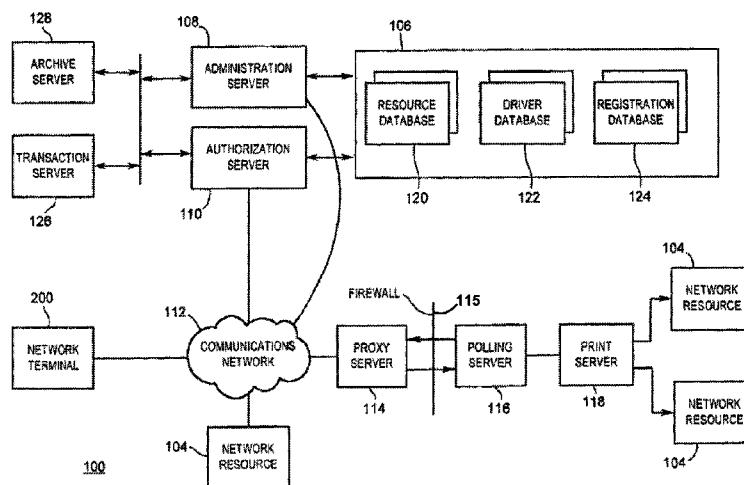 128
ARCHIVE
SERVER
108
ADMINISTRATION
SERVER
106
RESOURCE
DATABASE
DRIVER
DATABASE
REGISTRATION
DATABASE
120
122
124
TRANSACTION
SERVER
126
AUTHORIZATION
SERVER
110
200
NETWORK
TERMINAL
112
COMMUNICATIONS
NETWORK
FIREWALL
115
PROXY
SERVER
114
POLLING
SERVER
116
PRINT
SERVER
118
104
NETWORK
RESOURCE
NETWORK
RESOURCE
104
104
NETWORK
RESOURCE
100